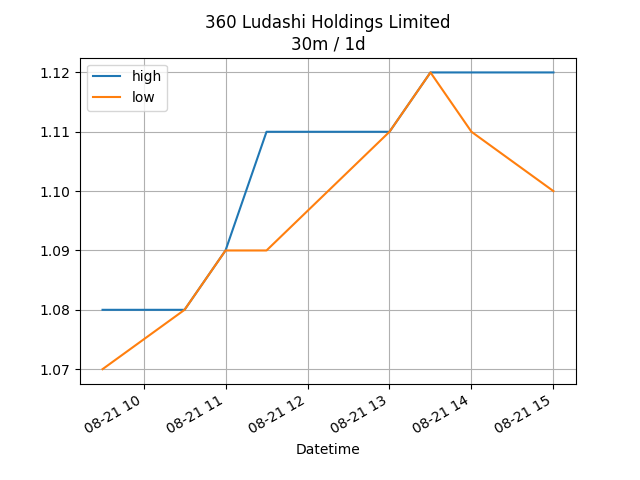 360 Ludashi Holdings Limited
30m / 1d
high
low
1.12
1.11
1.10
1.09
1.08
1.07
08-21 10
08-21 11
08-21 12
08-21 13
08-21 14
08-21 15
Datetime